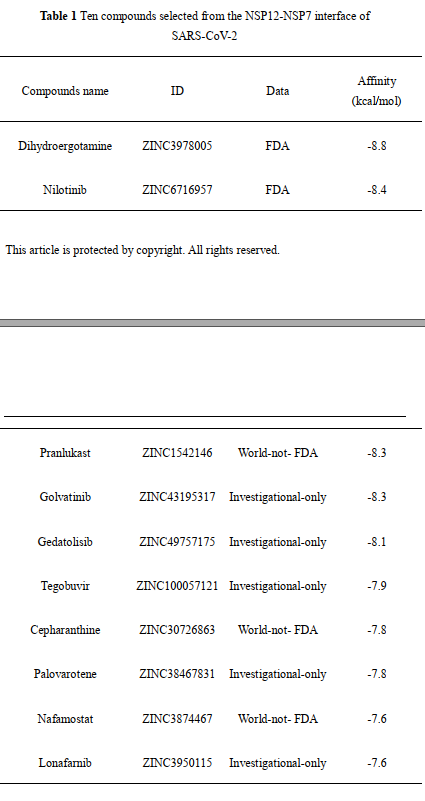 Table 1 Ten compounds selected from the NSP12-NSP7 interface of
SARS-CoV-2
Compounds name ID Data Affinity (kcal/mol)
Dihydroergotamine ZINC3978005 FDA -8.8
Nilotinib ZINC6716957 FDA -8.4
This article is protected by copyright. All rights reserved.
Pranlukast ZINC1542146 World-not- FDA -8.3
Golvatinib ZINC43195317 Investigational-only -8.3
Gedatolisib ZINC49757175 Investigational-only -8.1
Tegobuvir ZINC100057121 Investigational-only -7.9
Cepharanthine ZINC30726863 World-not- FDA -7.8
Palovarotene ZINC38467831 Investigational-only -7.8
Nafamostat ZINC3874467 World-not- FDA -7.6
Lonafarnib ZINC3950115 Investigational-only -7.6